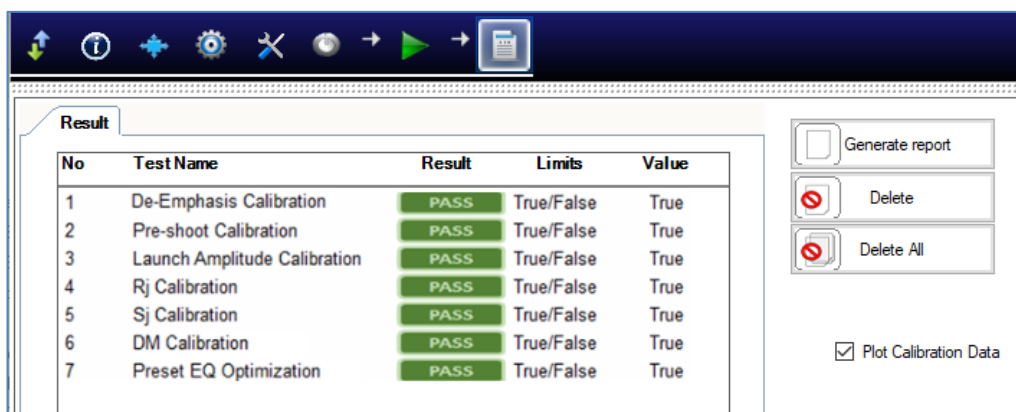 Result
No Test Name Result Limits Value
1 De-Emphasis Calibration PASS True/False True
2 Pre-shoot Calibration PASS True/False True
3 Launch Amplitude Calibration PASS True/False True
4 Rj Calibration PASS True/False True
5 Sj Calibration PASS True/False True
6 DM Calibration PASS True/False True
7 Preset EQ Optimization PASS True/False True
Generate report
Delete
Delete All
Plot Calibration Data